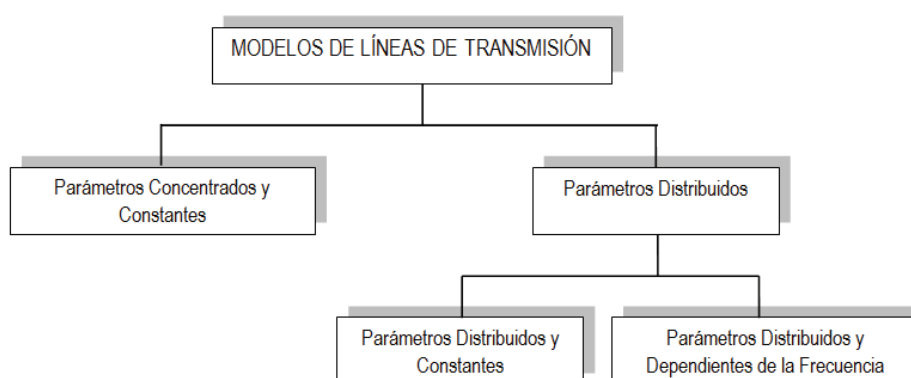 MODELOS DE LÍNEAS DE TRANSMISIÓN
Parámetros Concentrados y
Constantes
Parámetros Distribuidos
Parámetros Distribuidos y
Constantes
Parámetros Distribuidos y
Dependientes de la Frecuencia